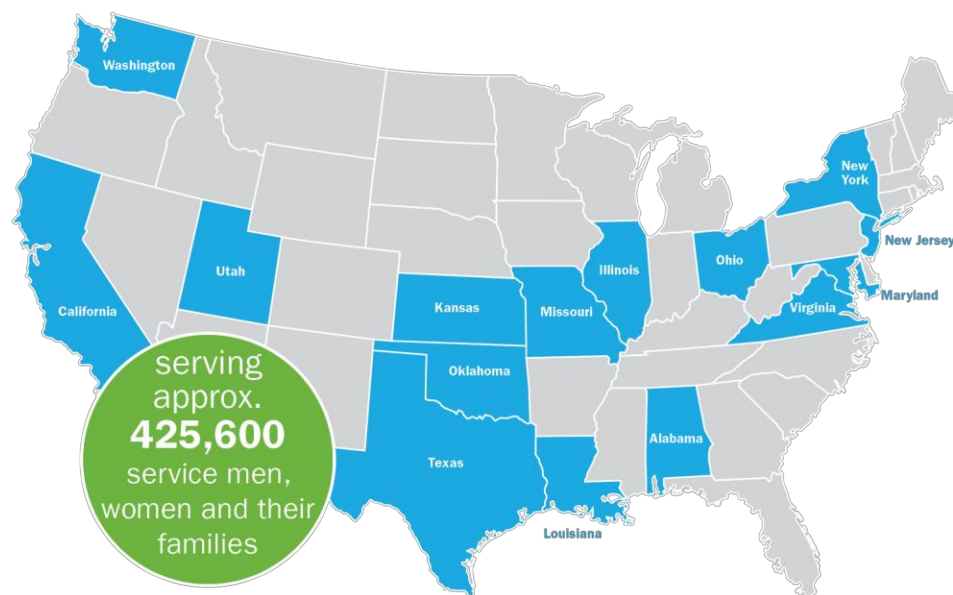 Washington
New
York
New Jersey
Ohio
Illinois
Utah
Maryland
Kansas
Virginia
California
Missouri
Oklahoma
Alabama
Texas
Louisiana
serving
approx.
425,600
service men,
women and their
families